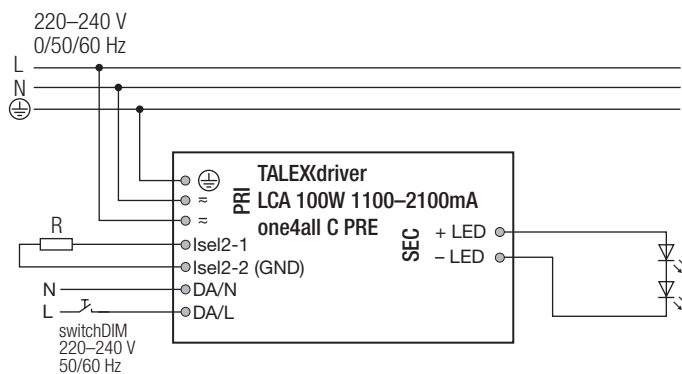 220–240 V
0/50/60 Hz
L
N
TALEXXdriver
LCA 100W 1100–2100mA
one4all C PRE
PRI
≂
≂
SEC
+ LED
– LED
R
Isel2-1
Isel2-2 (GND)
N
DA/N
L
DA/L
switchDIM
220–240 V
50/60 Hz